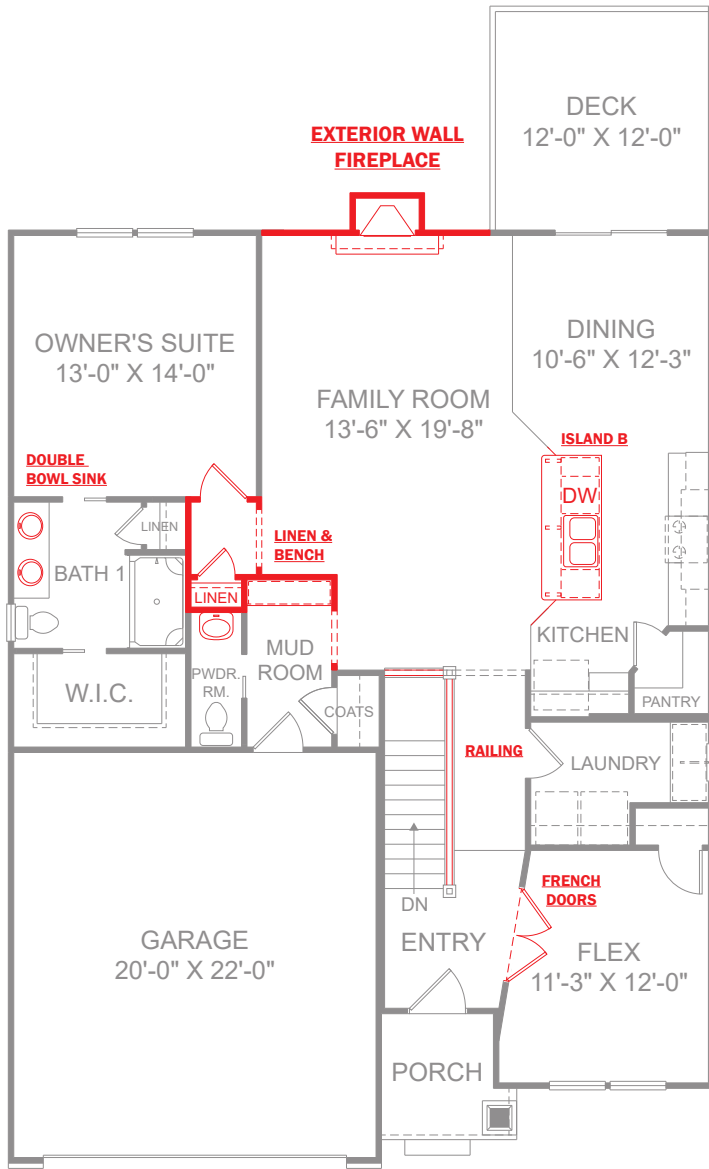 DECK
12'-0" X 12'-0"
EXTERIOR WALL
FIREPLACE
OWNER'S SUITE
13'-0" X 14'-0"
DINING
10'-6" X 12'-3"
FAMILY ROOM
13'-6" X 19'-8"
ISLAND B
DOUBLE
BOWL SINK
DW
LINEN
LINEN &
BENCH
BATH 1
LINEN
KITCHEN
MUD
ROOM
PWDR.
RM.
W.I.C.
PANTRY
COATS
RAILING
LAUNDRY
FRENCH
DOORS
DN
ENTRY
GARAGE
20'-0" X 22'-0"
FLEX
11'-3" X 12'-0"
PORCH